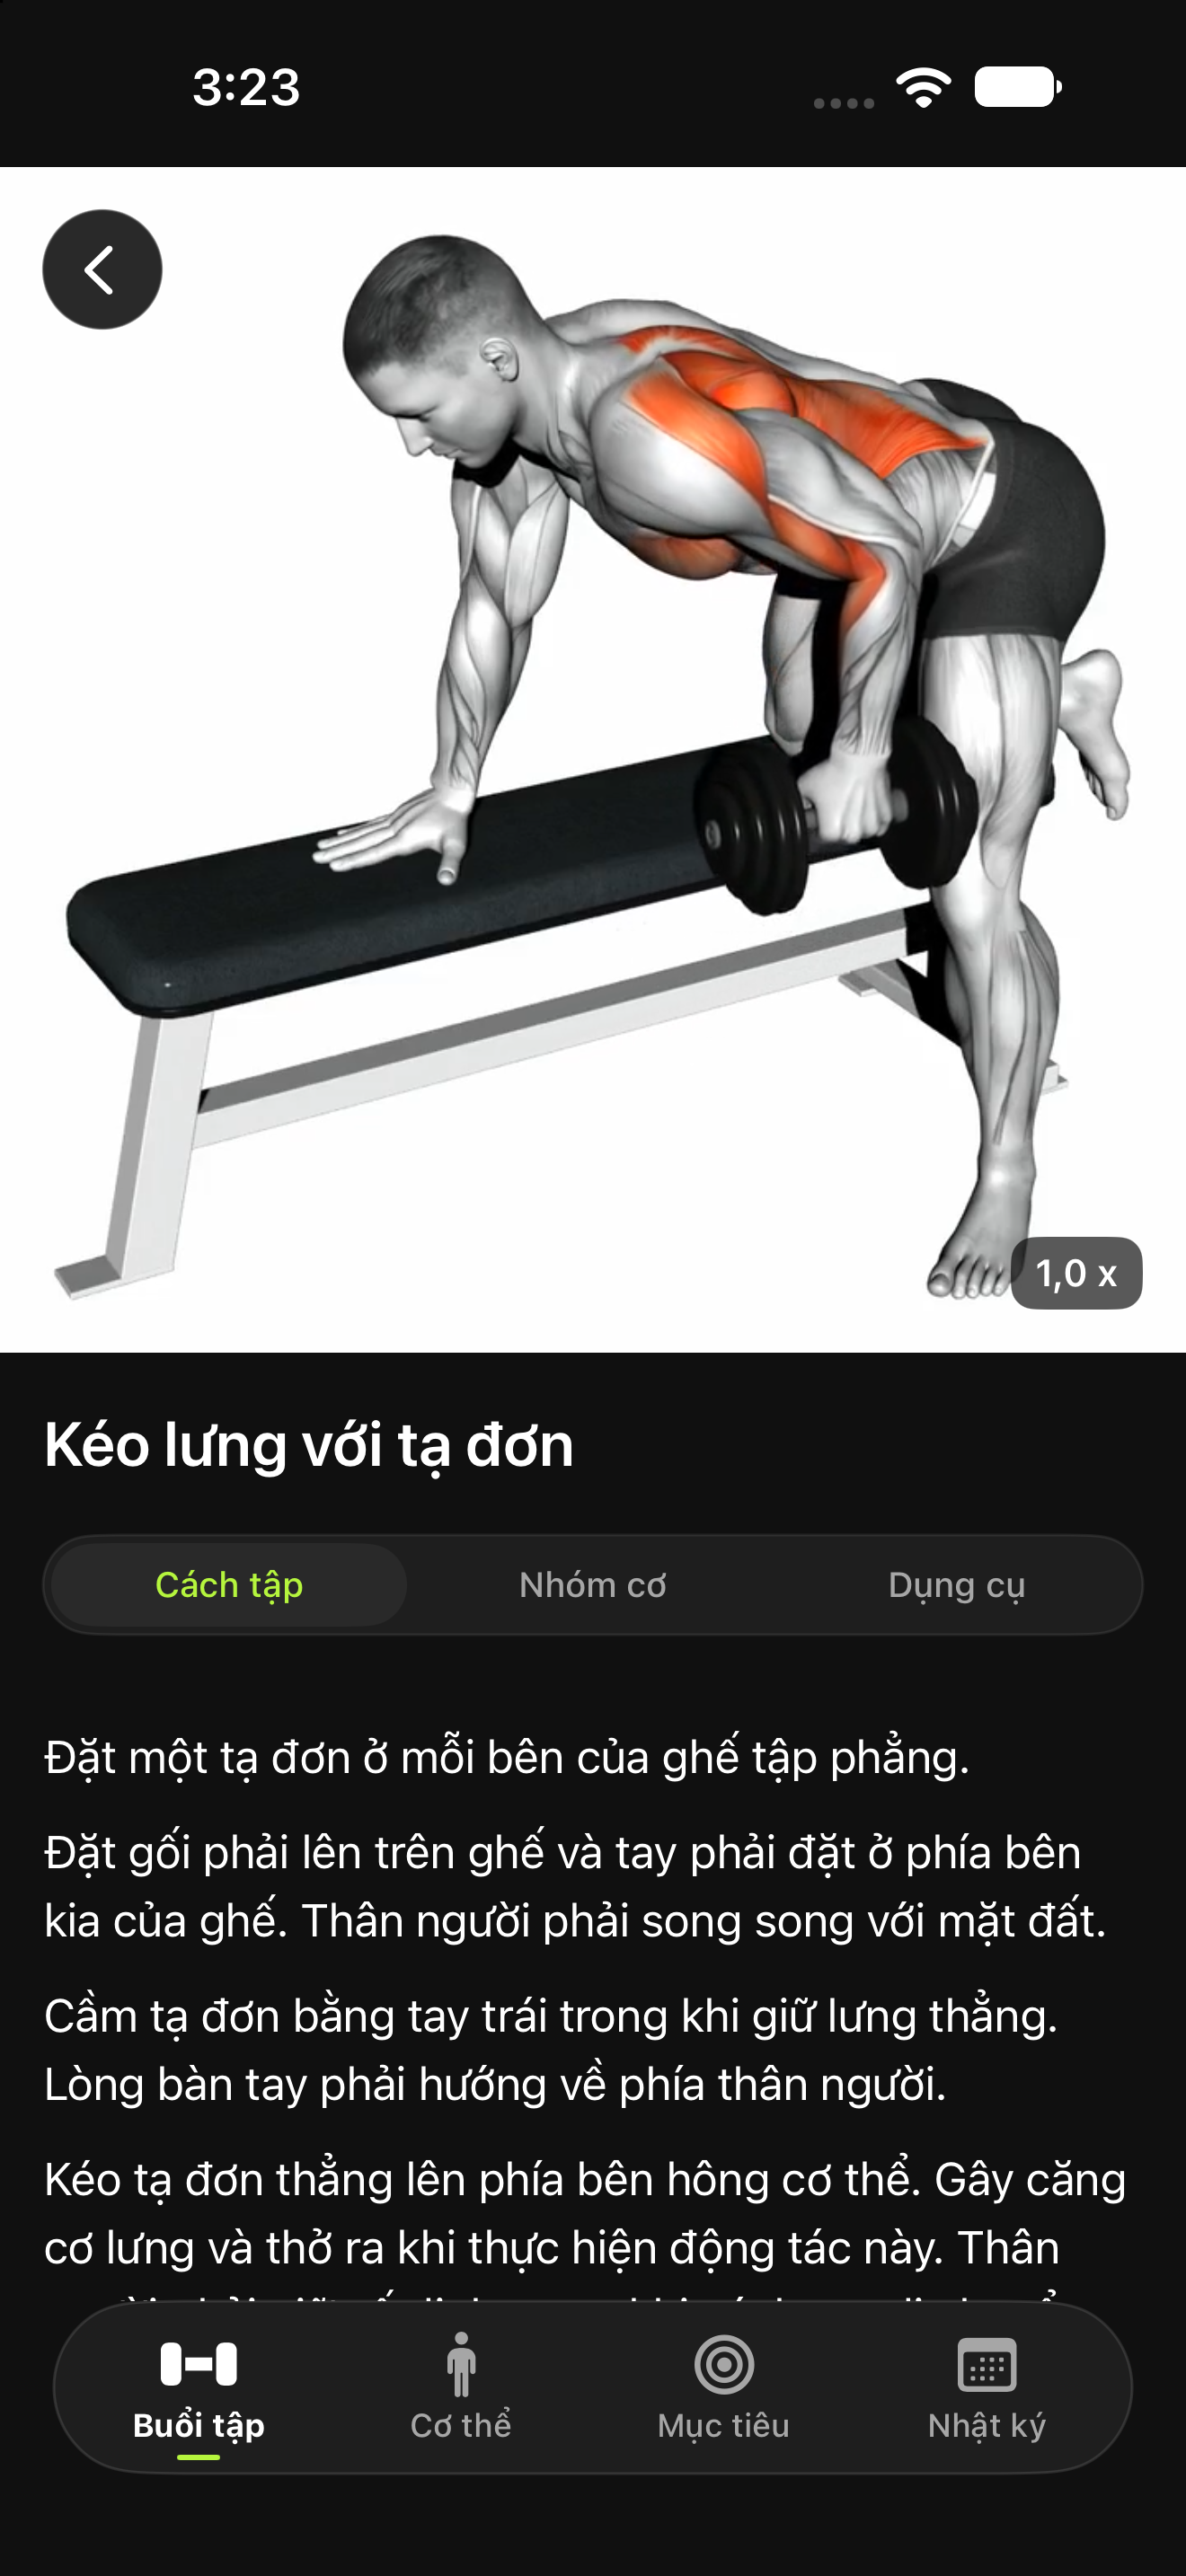 3:23
1,0 x
Kéo lưng với tạ đơn
Cách tập
Nhóm cơ
Dụng cụ
Đặt một tạ đơn ở mỗi bên của ghế tập phẳng.
Đặt gối phải lên trên ghế và tay phải đặt ở phía bên
kia của ghế. Thân người phải song song với mặt đất.
Cầm tạ đơn bằng tay trái trong khi giữ lưng thẳng.
Lòng bàn tay phải hướng về phía thân người.
Kéo tạ đơn thẳng lên phía bên hông cơ thể. Gây căng
cơ lưng và thở ra khi thực hiện động tác này. Thân
Buổi tập
Cơ thể
Mục tiêu
Nhật ký